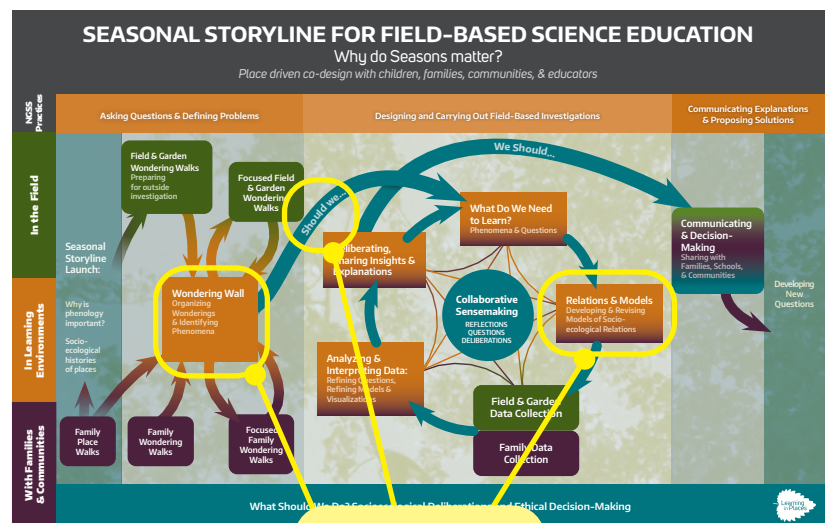 SEASONAL STORYLINE FOR FIELD-BASED SCIENCE EDUCATION
Why do Seasons matter?
Place driven co-design with children, families, communities, & educators
NGSS
Practices
Asking Questions & Defining Problems
Designing and Carrying Out Field-Based Investigations
Communicating Explanations
& Proposing Solutions
In the Field
In Learning
Environments
With Families
& Communities
Seasonal
Storyline
Launch:
Why is
phenology
important?
Socio-
ecological
histories
of places
Field & Garden
Wondering Walks
Preparing
for outside
investigation
Focused Field
& Garden
Wondering
Walks
Wondering Wall
Organizing
Wonderings
& Identifying
Phenomena
Family
Place
Walks
Family
Wondering
Walks
Focused
Family
Wondering
Walks
Should we...
We Should...
Deliberating,
Sharing Insights &
Explanations
What Do We Need
to Learn?
Phenomena & Questions
Collaborative
Sensemaking
REFLECTIONS
QUESTIONS
DELIBERATIONS
Relations & Models
Developing & Revising
Models of Socio-
ecological Relations
Analyzing &
Interpreting Data:
Refining Questions,
Refining Models &
Visualizations
Field & Garden
Data Collection
Family Data
Collection
Communicating
& Decision-
Making
Sharing with
Families, Schools,
& Communities
Developing
New
Questions
What Should We Do? Socioecological Deliberations and Ethical Decision-Making
Learning
in Places